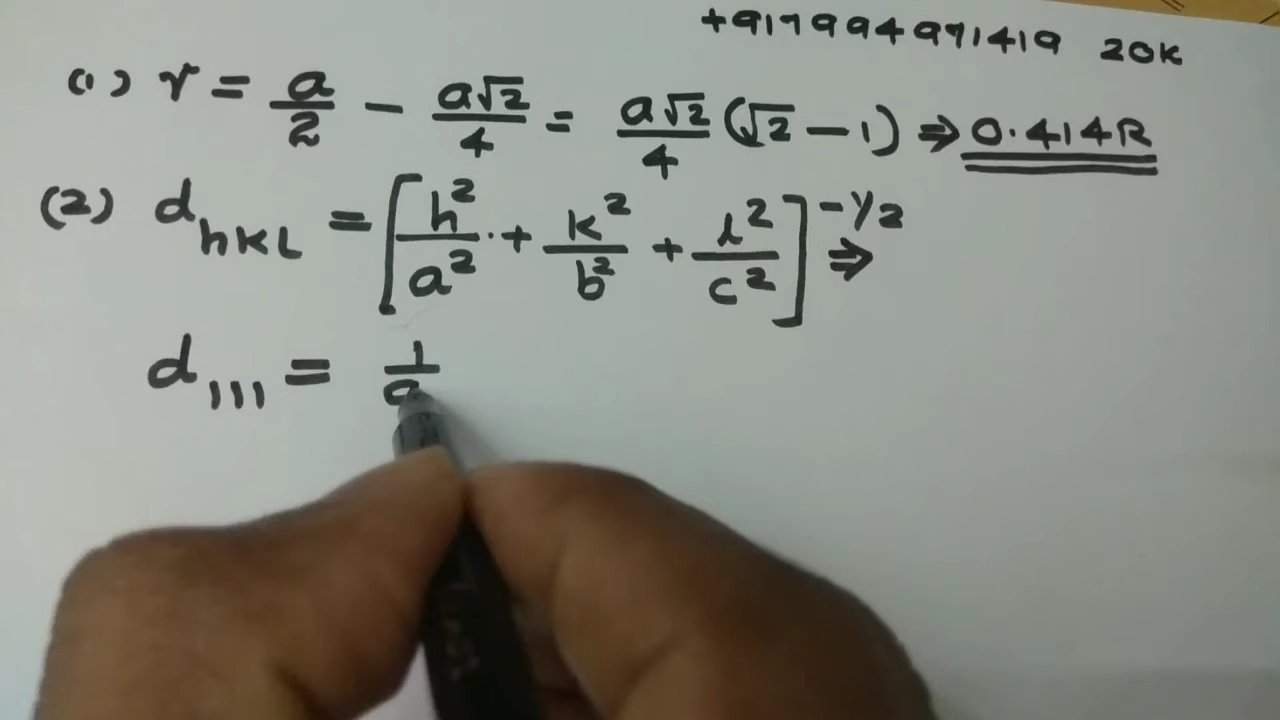 +917994971419 20K
(1) r = a/2 - a√2/4 = a√2/4 (√2 - 1) ⇒ 0.414R
(2) d_hKL = [h²/a² + K²/b² + l²/c²]^-1/2 ⇒
d_111 = 1/a